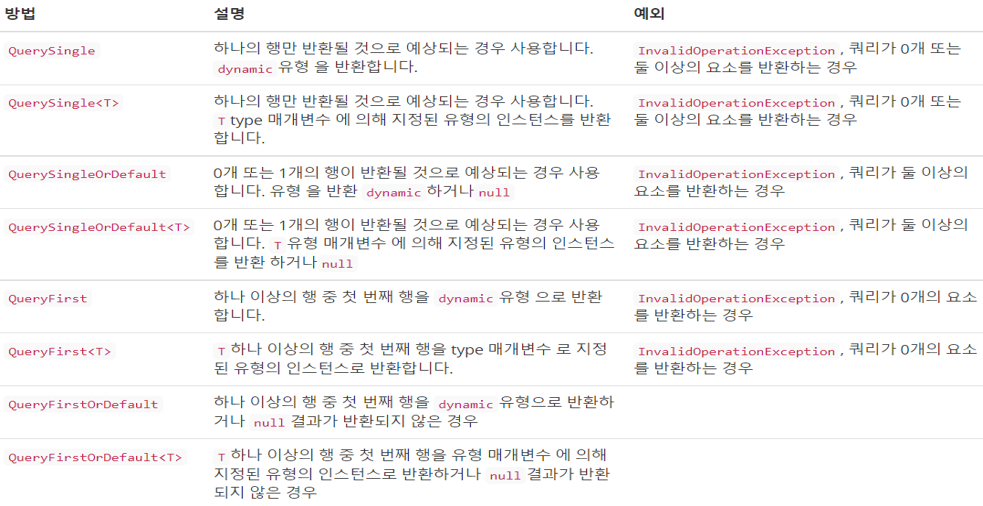 방법 설명 예외
QuerySingle 하나의 행만 반환될 것으로 예상되는 경우 사용합니다. InvalidOperationException, 쿼리가 0개 또는
dynamic 유형 을 반환합니다. 둘 이상의 요소를 반환하는 경우
QuerySingle<T> 하나의 행만 반환될 것으로 예상되는 경우 사용합니다. InvalidOperationException, 쿼리가 0개 또는
T type 매개변수 에 의해 지정된 유형의 인스턴스를 반환 둘 이상의 요소를 반환하는 경우
합니다.
QuerySingleOrDefault 0개 또는 1개의 행이 반환될 것으로 예상되는 경우 사용 InvalidOperationException, 쿼리가 둘 이상의
합니다. 유형 을 반환 dynamic 하거나 null 요소를 반환하는 경우
QuerySingleOrDefault<T> 0개 또는 1개의 행이 반환될 것으로 예상되는 경우 사용 InvalidOperationException, 쿼리가 둘 이상의
합니다. T 유형 매개변수 에 의해 지정된 유형의 인스턴스 요소를 반환하는 경우
를 반환 하거나 null
QueryFirst 하나 이상의 행 중 첫 번째 행을 dynamic 유형 으로 반환 InvalidOperationException, 쿼리가 0개의 요소
합니다. 를 반환하는 경우
QueryFirst<T> T 하나 이상의 행 중 첫 번째 행을 type 매개변수 로 지정 InvalidOperationException, 쿼리가 0개의 요소
된 유형의 인스턴스로 반환합니다. 를 반환하는 경우
QueryFirstOrDefault 하나 이상의 행 중 첫 번째 행을 dynamic 유형으로 반환하
거나 null 결과가 반환되지 않은 경우
QueryFirstOrDefault<T> T 하나 이상의 행 중 첫 번째 행을 유형 매개변수 에 의해
지정된 유형의 인스턴스로 반환하거나 null 결과가 반환
되지 않은 경우